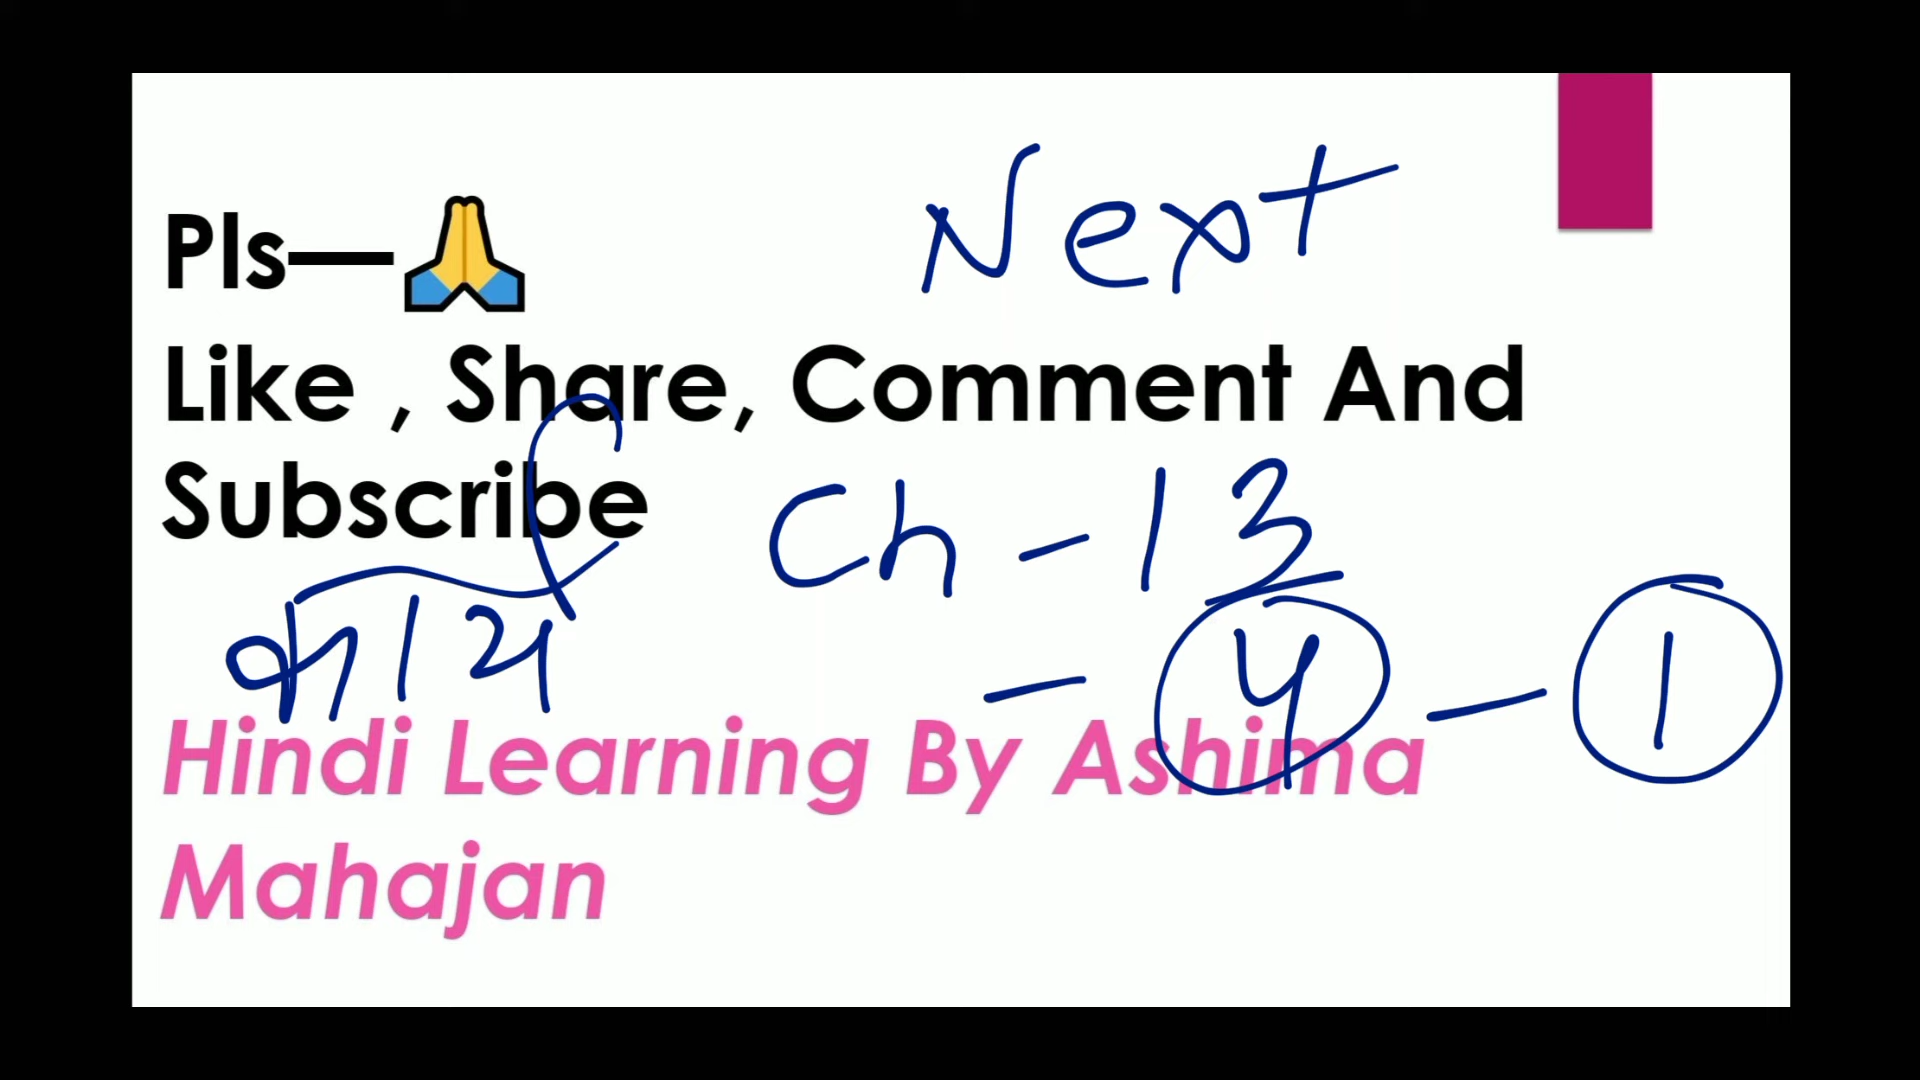 Next
Pls—🙏
Like , Share, Comment And
Subscribe
Ch - 13
कार्य
- 4 - 1
Hindi Learning By Ashima
Mahajan